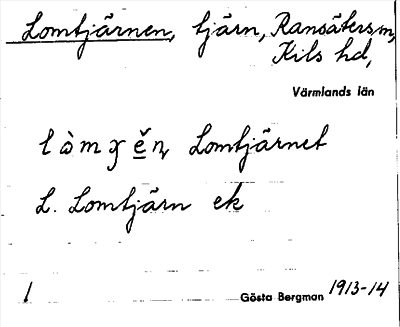 Lomtjärnen, tjärn, Ransäters sn,
Kils hd,
Värmlands län
Lomtjärnet
L. Lomtjärn ek
1 Gösta Bergman 1913-14